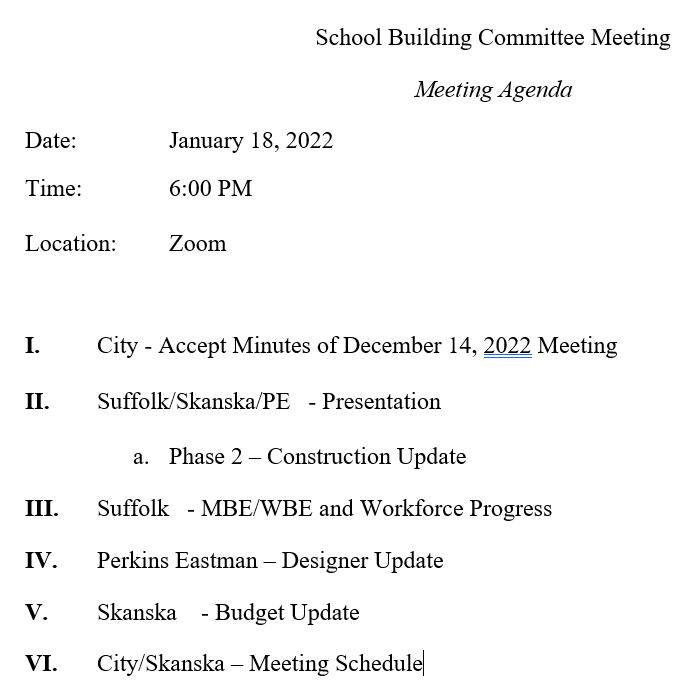 School Building Committee Meeting
Meeting Agenda
Date: January 18, 2022
Time: 6:00 PM
Location: Zoom
I. City - Accept Minutes of December 14, 2022 Meeting
II. Suffolk/Skanska/PE - Presentation
a. Phase 2 – Construction Update
III. Suffolk - MBE/WBE and Workforce Progress
IV. Perkins Eastman – Designer Update
V. Skanska - Budget Update
VI. City/Skanska – Meeting Schedule